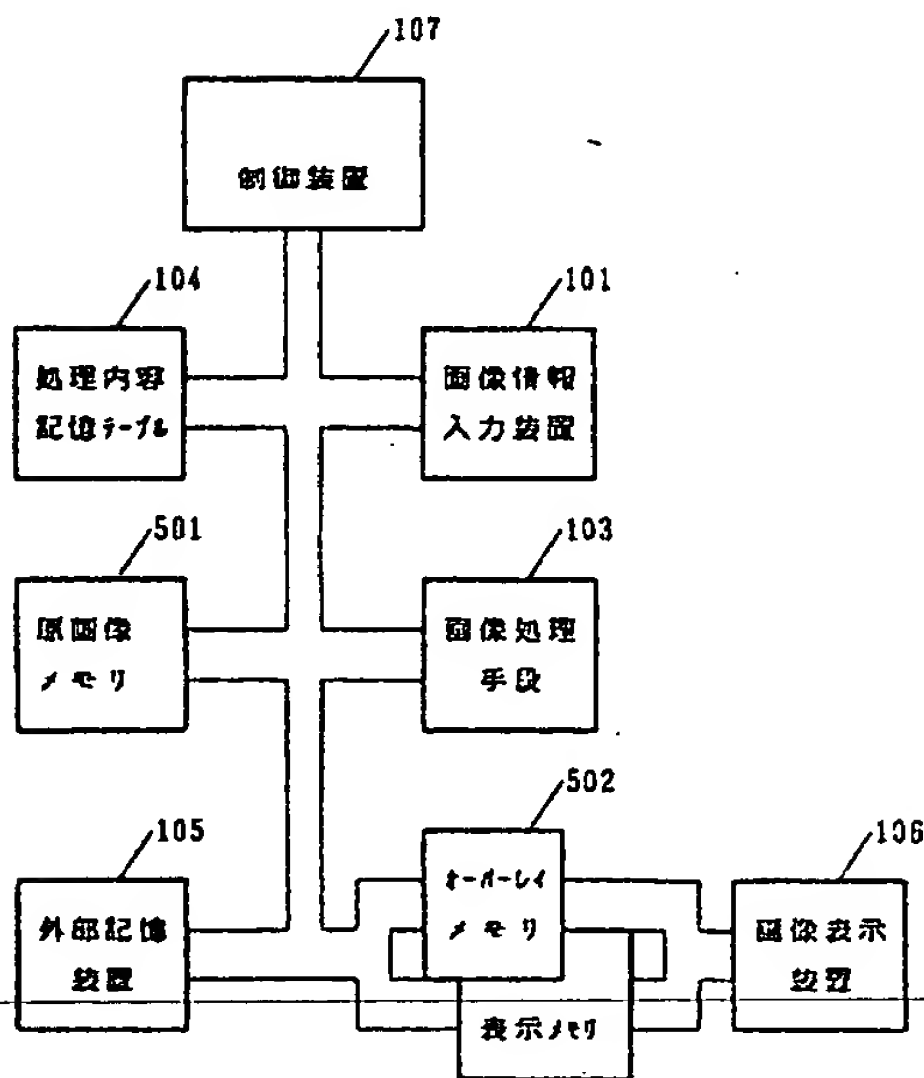 107
制御装置
104
処理内容
記憶テーブル
101
画像情報
入力装置
501
原画像
メモリ
103
画像処理
手段
105
外部記憶
装置
502
オーバーレイ
メモリ
表示メモリ
106
画像表示
装置